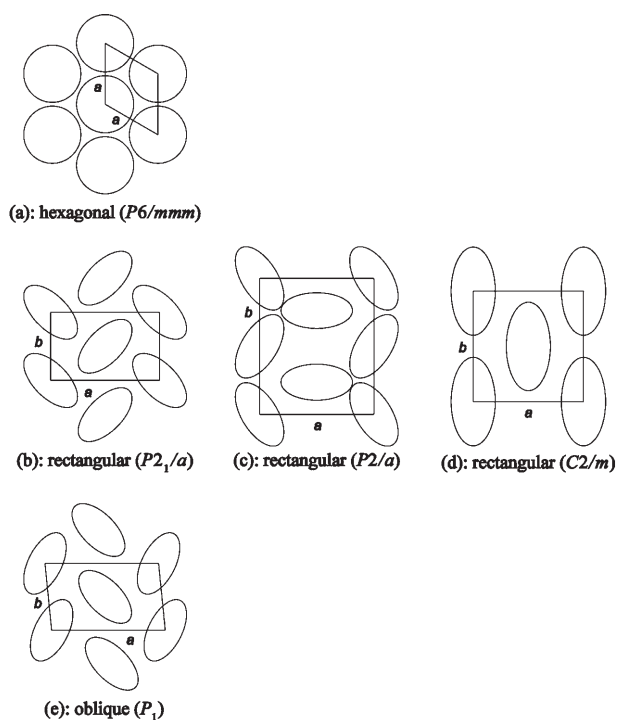 a
a
(a): hexagonal (P6/mmm)
b
a
(b): rectangular (P2₁/a)
b
a
(c): rectangular (P2/a)
b
a
(d): rectangular (C2/m)
b
a
(e): oblique (P₁)